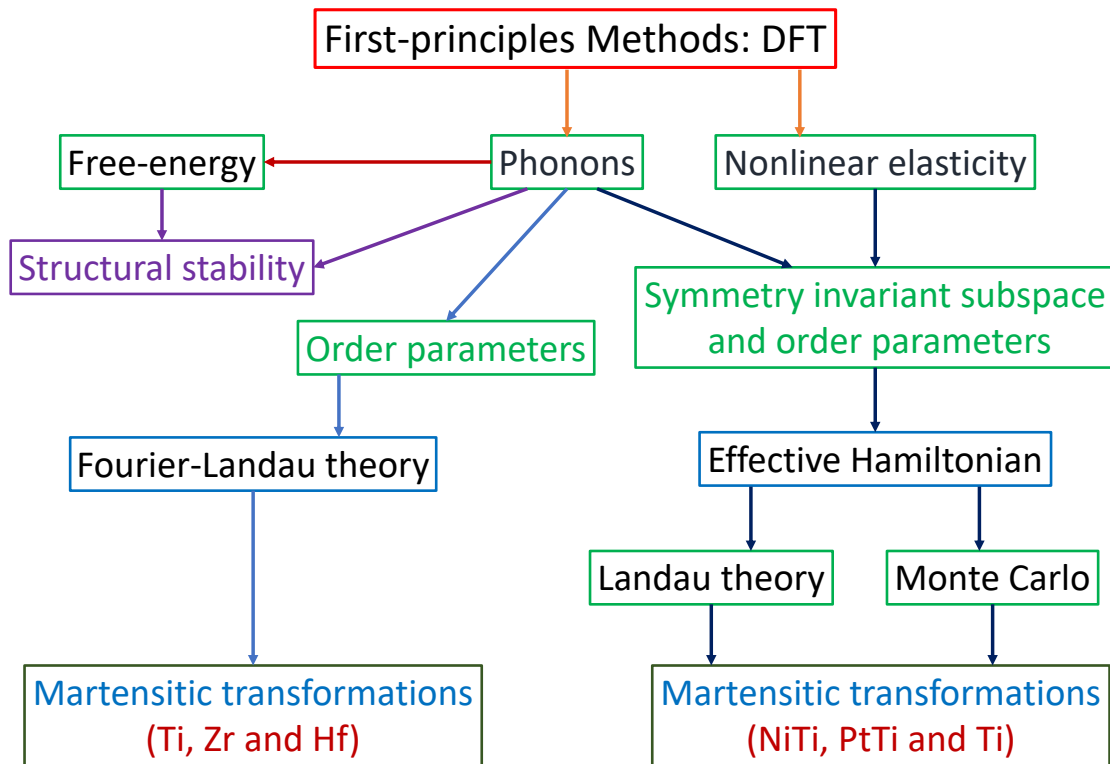 First-principles Methods: DFT
Free-energy
Phonons
Nonlinear elasticity
Structural stability
Symmetry invariant subspace
and order parameters
Order parameters
Fourier-Landau theory
Effective Hamiltonian
Landau theory
Monte Carlo
Martensitic transformations
(Ti, Zr and Hf)
Martensitic transformations
(NiTi, PtTi and Ti)